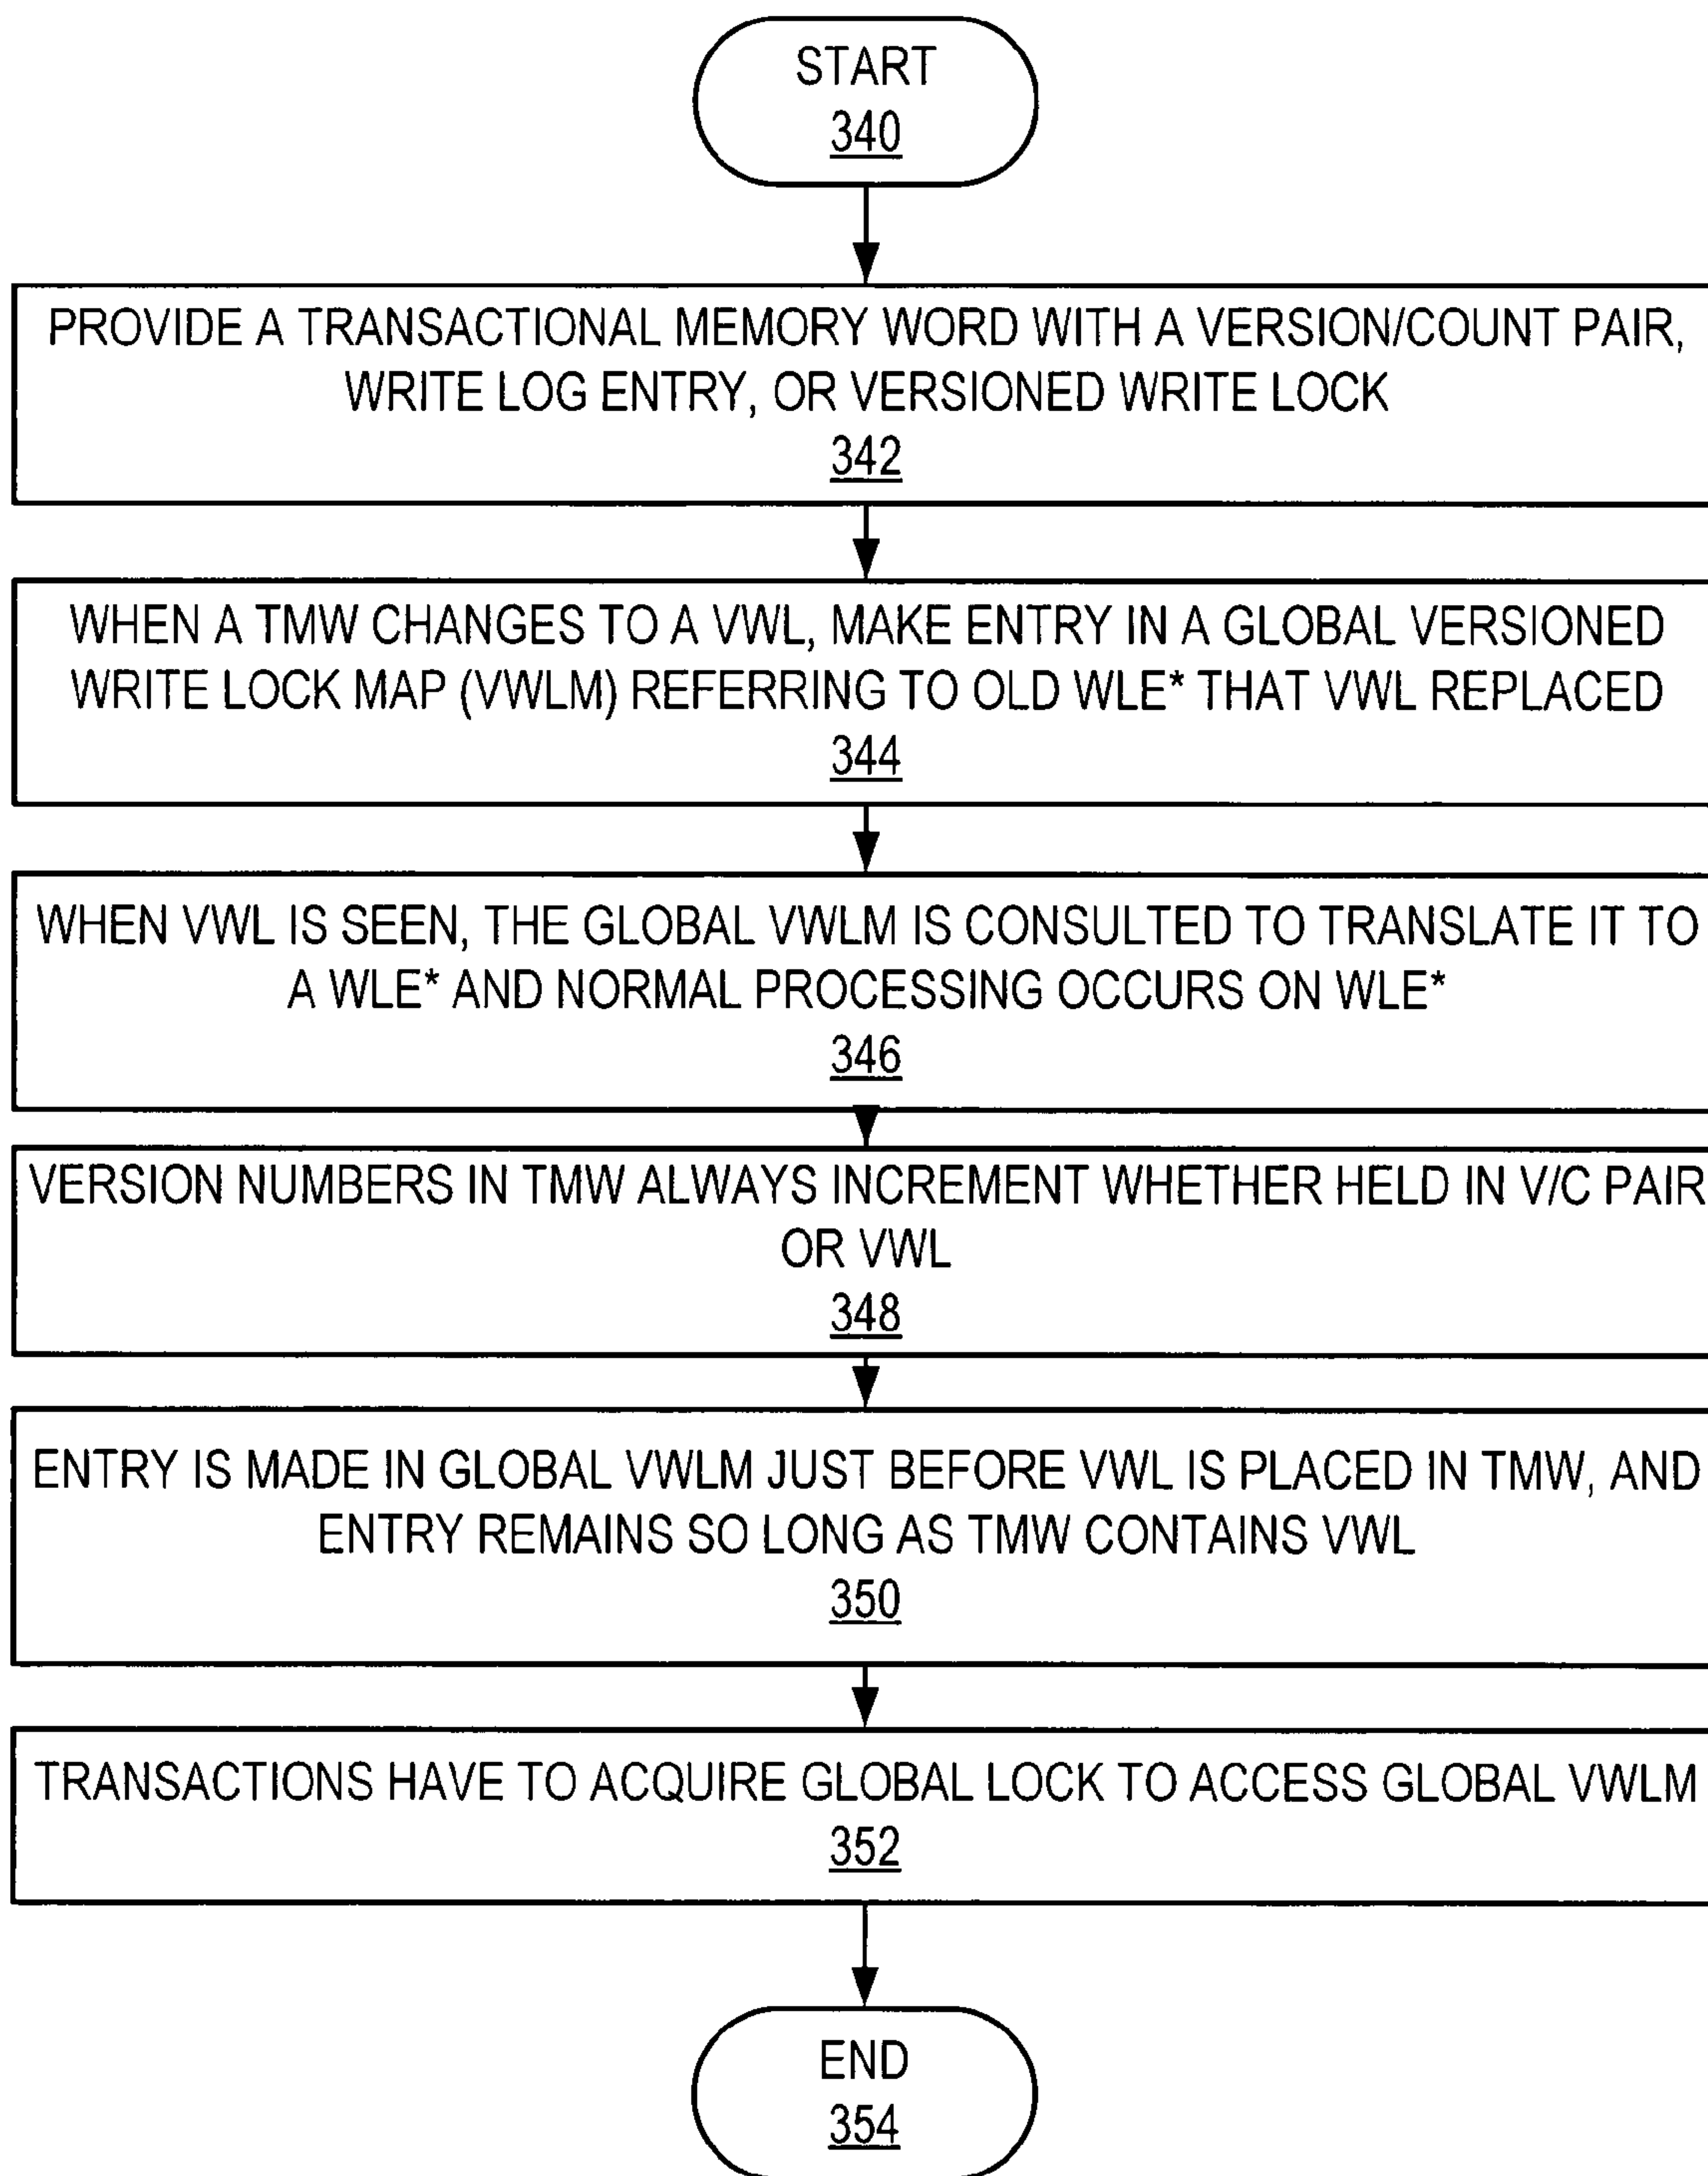 START
340
PROVIDE A TRANSACTIONAL MEMORY WORD WITH A VERSION/COUNT PAIR,
WRITE LOG ENTRY, OR VERSIONED WRITE LOCK
342
WHEN A TMW CHANGES TO A VWL, MAKE ENTRY IN A GLOBAL VERSIONED
WRITE LOCK MAP (VWLM) REFERRING TO OLD WLE* THAT VWL REPLACED
344
WHEN VWL IS SEEN, THE GLOBAL VWLM IS CONSULTED TO TRANSLATE IT TO
A WLE* AND NORMAL PROCESSING OCCURS ON WLE*
346
VERSION NUMBERS IN TMW ALWAYS INCREMENT WHETHER HELD IN V/C PAIR
OR VWL
348
ENTRY IS MADE IN GLOBAL VWLM JUST BEFORE VWL IS PLACED IN TMW, AND
ENTRY REMAINS SO LONG AS TMW CONTAINS VWL
350
TRANSACTIONS HAVE TO ACQUIRE GLOBAL LOCK TO ACCESS GLOBAL VWLM
352
END
354